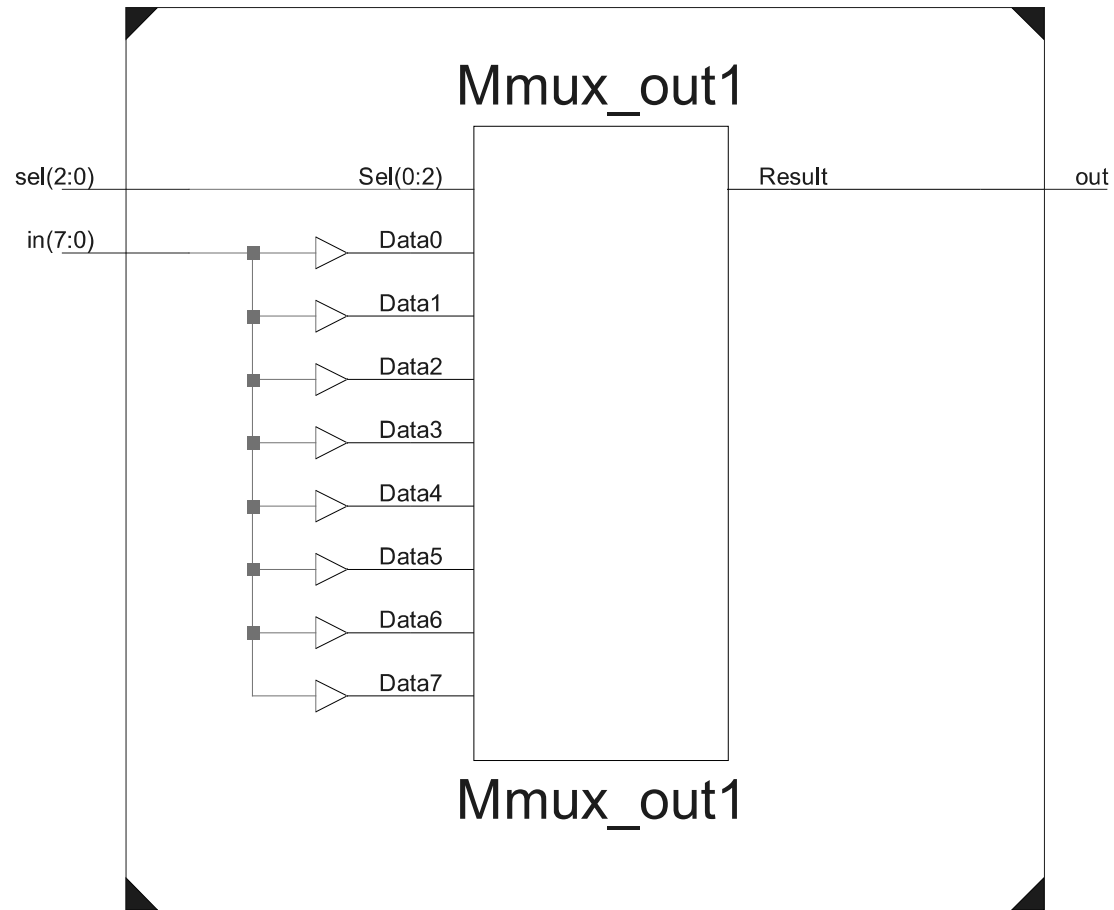 Mmux_out1
sel(2:0)
Sel(0:2)
Result
out
in(7:0)
Data0
Data1
Data2
Data3
Data4
Data5
Data6
Data7
Mmux_out1